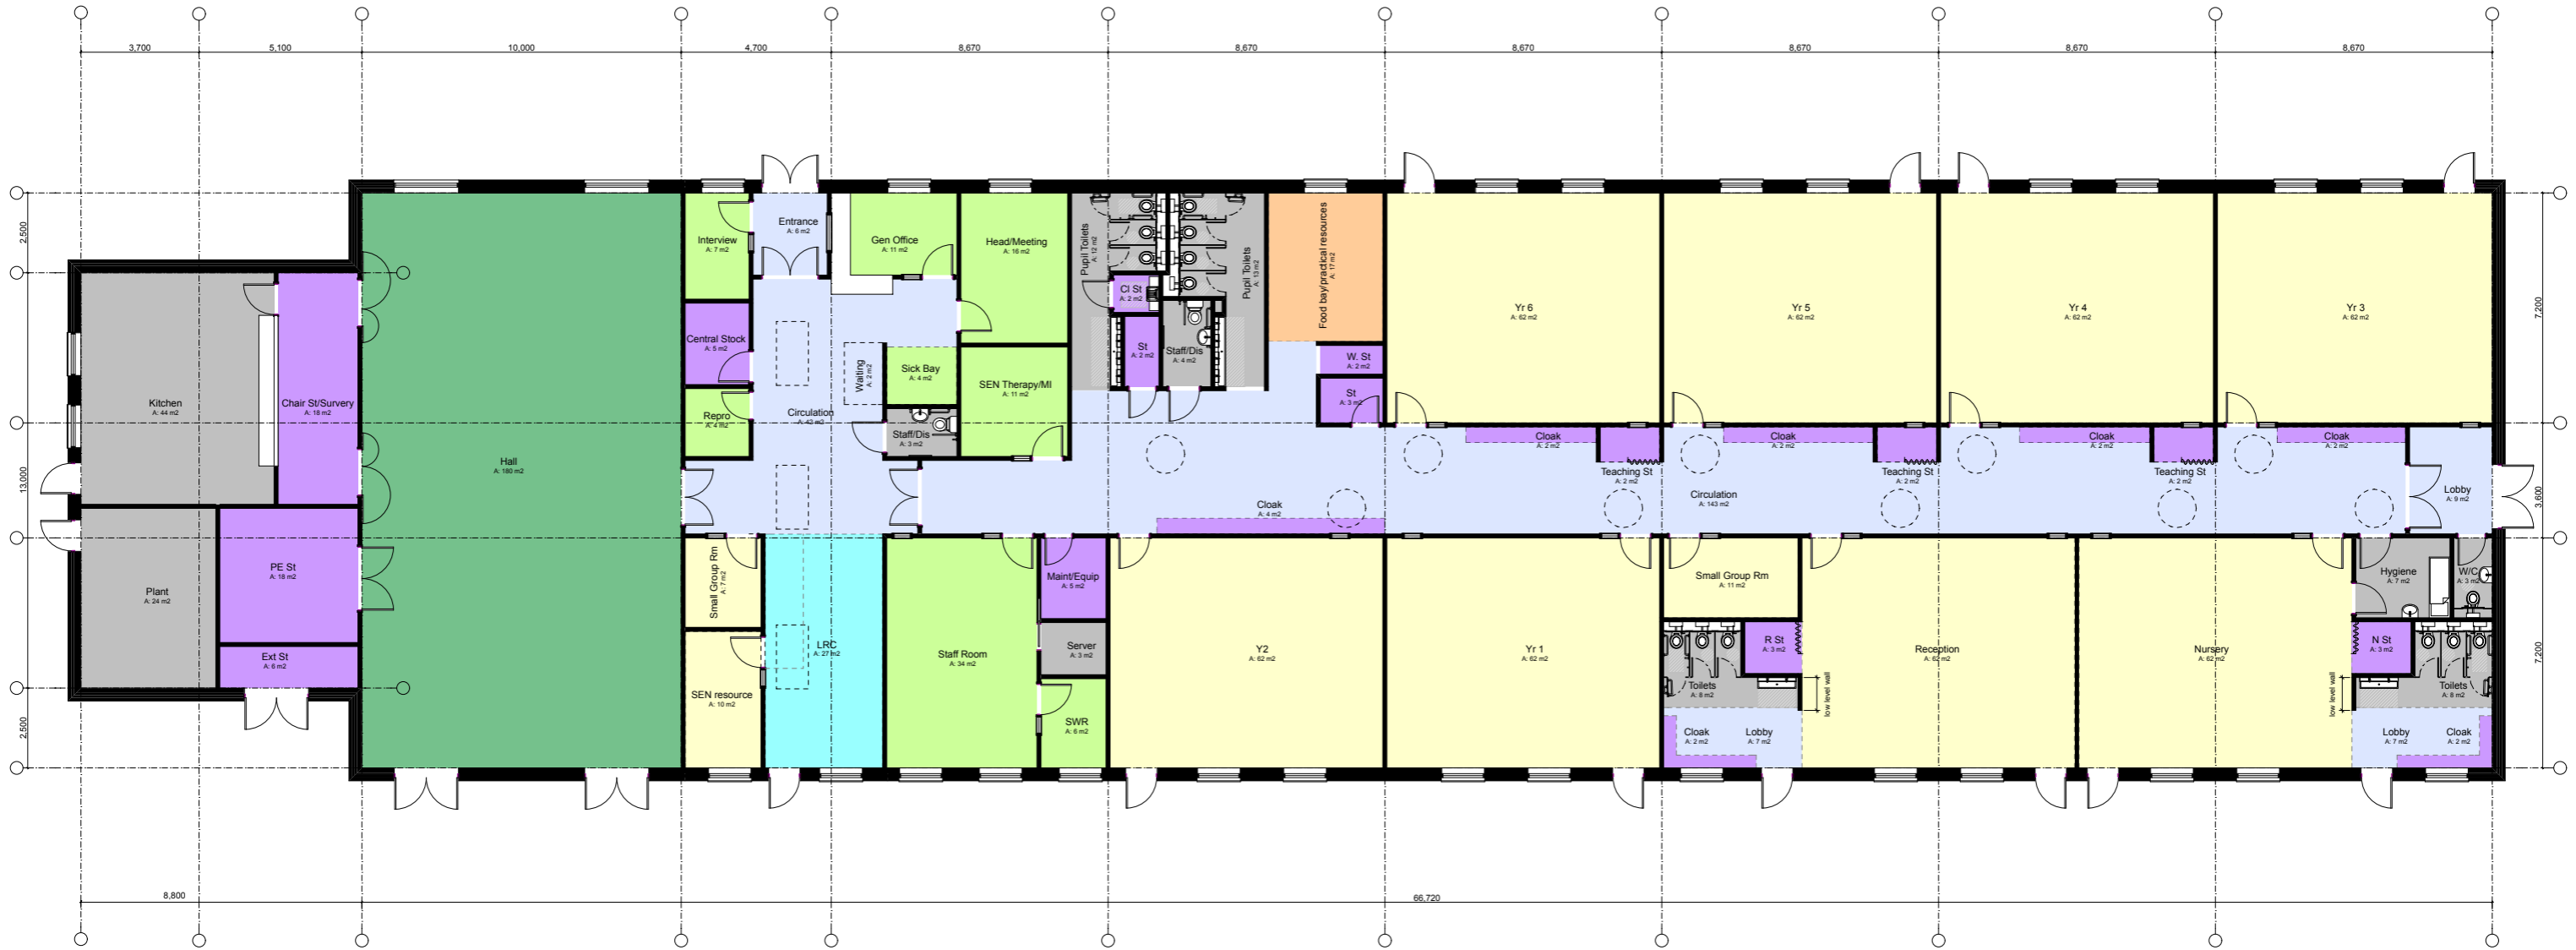 3,700
5,100
10,000
4,700
8,670
8,670
8,670
8,670
8,670
8,670
2,500
13,000
2,500
7,200
3,600
7,200
Interview
A: 7 m2
Entrance
A: 6 m2
Gen Office
A: 11 m2
Head/Meeting
A: 16 m2
Pupil Toilets
A: 12 m2
Pupil Toilets
A: 13 m2
Food bay/practical resources
A: 17 m2
Cl St
A: 2 m2
St
A: 2 m2
Staff/Dis
A: 4 m2
W. St
A: 2 m2
St
A: 3 m2
Yr 6
A: 62 m2
Yr 5
A: 62 m2
Yr 4
A: 62 m2
Yr 3
A: 62 m2
Central Stock
A: 5 m2
Waiting
A: 2 m2
Sick Bay
A: 4 m2
SEN Therapy/MI
A: 11 m2
Kitchen
A: 44 m2
Chair St/Survery
A: 18 m2
Repro
A: 4 m2
Circulation
A: 42 m2
Staff/Dis
A: 3 m2
Hall
A: 180 m2
Cloak
A: 2 m2
Cloak
A: 2 m2
Cloak
A: 2 m2
Cloak
A: 2 m2
Teaching St
A: 2 m2
Teaching St
A: 2 m2
Teaching St
A: 2 m2
Circulation
A: 143 m2
Lobby
A: 9 m2
Cloak
A: 4 m2
Plant
A: 24 m2
PE St
A: 18 m2
Ext St
A: 6 m2
Small Group Rm
A: 7 m2
SEN resource
A: 10 m2
LRC
A: 27 m2
Staff Room
A: 34 m2
Maint/Equip
A: 5 m2
Server
A: 3 m2
SWR
A: 6 m2
Y2
A: 62 m2
Yr 1
A: 62 m2
Small Group Rm
A: 11 m2
R St
A: 3 m2
Toilets
A: 8 m2
low level wall
Cloak
A: 2 m2
Lobby
A: 7 m2
Reception
A: 62 m2
Nursery
A: 62 m2
Hygiene
A: 7 m2
W/C
A: 3 m2
N St
A: 3 m2
Toilets
A: 8 m2
low level wall
Lobby
A: 7 m2
Cloak
A: 2 m2
8,800
66,720